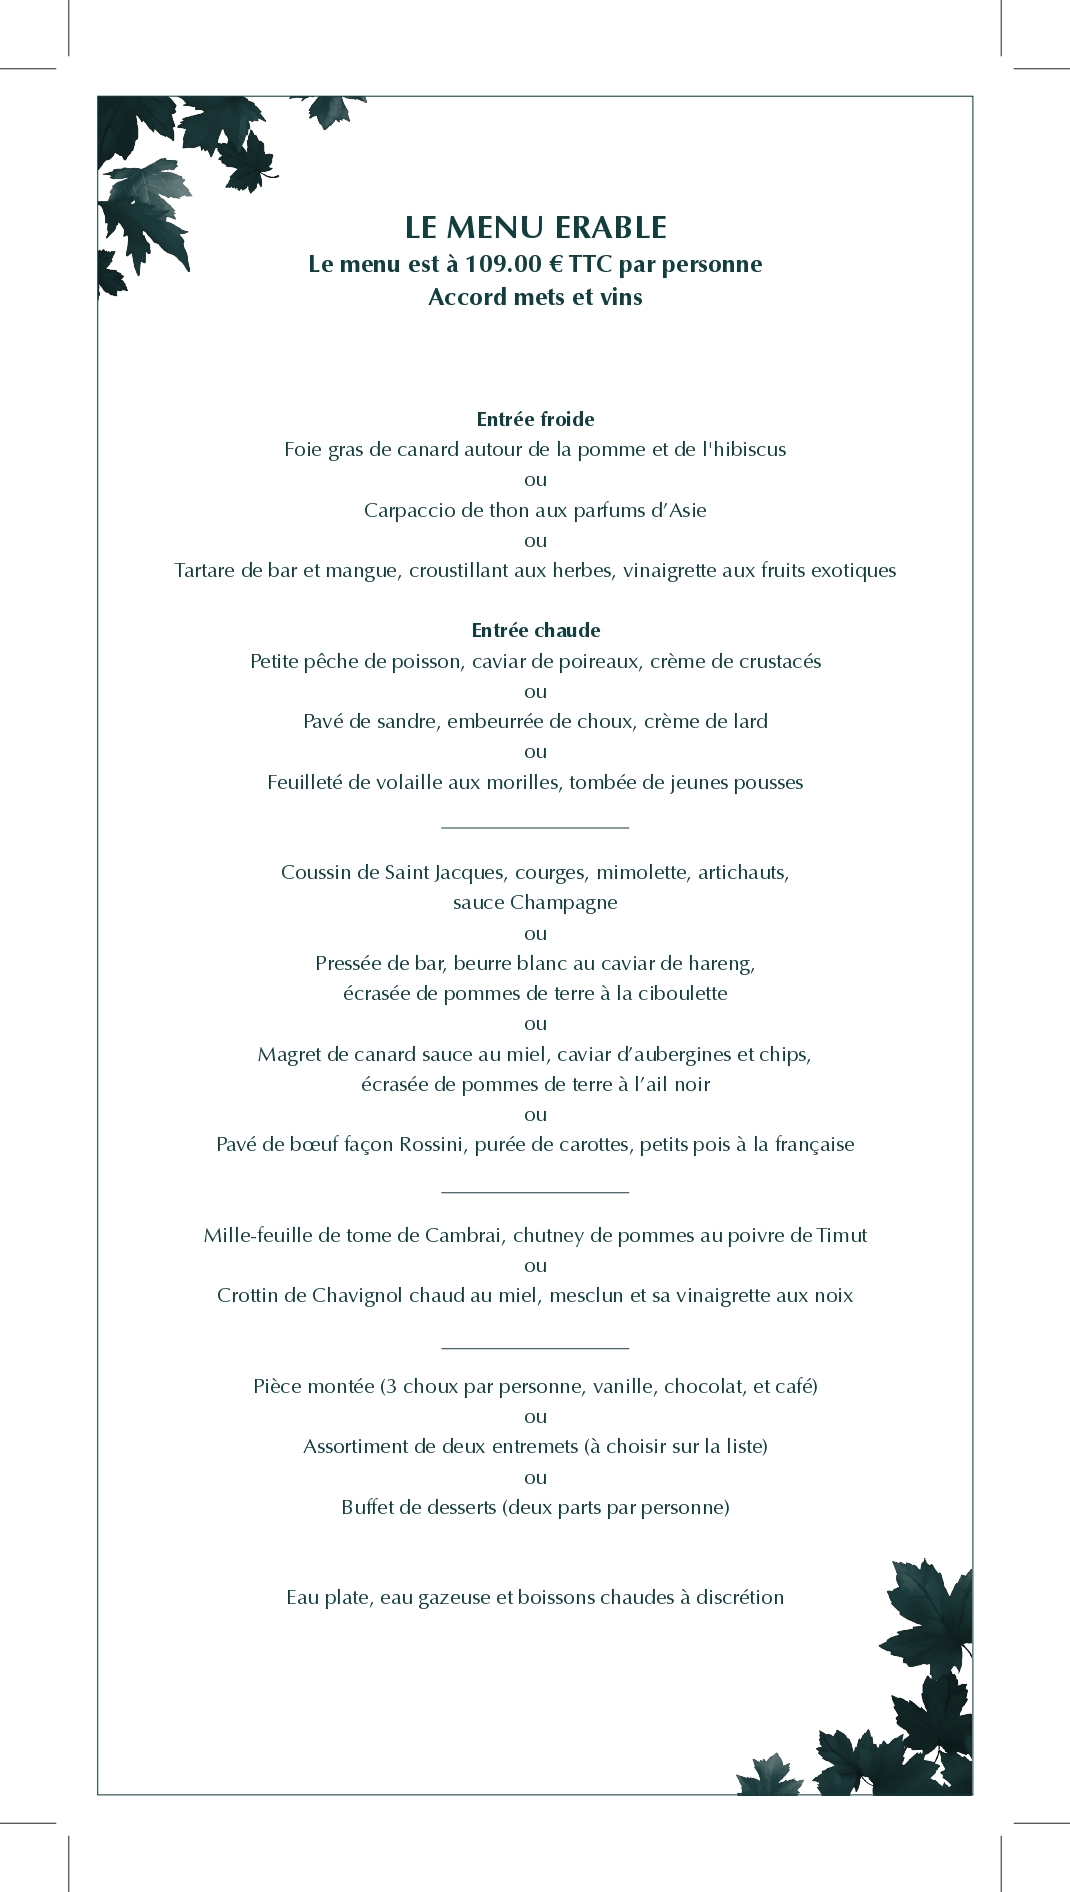 LE MENU ERABLE
Le menu est à 109.00 € TTC par personne
Accord mets et vins
Entrée froide
Foie gras de canard autour de la pomme et de l'hibiscus
ou
Carpaccio de thon aux parfums d’Asie
ou
Tartare de bar et mangue, croustillant aux herbes, vinaigrette aux fruits exotiques
Entrée chaude
Petite pêche de poisson, caviar de poireaux, crème de crustacés
ou
Pavé de sandre, embeurrée de choux, crème de lard
ou
Feuilleté de volaille aux morilles, tombée de jeunes pousses
Coussin de Saint Jacques, courges, mimolette, artichauts,
sauce Champagne
ou
Pressée de bar, beurre blanc au caviar de hareng,
écrasée de pommes de terre à la ciboulette
ou
Magret de canard sauce au miel, caviar d’aubergines et chips,
écrasée de pommes de terre à l’ail noir
ou
Pavé de bœuf façon Rossini, purée de carottes, petits pois à la française
Mille-feuille de tome de Cambrai, chutney de pommes au poivre de Timut
ou
Crottin de Chavignol chaud au miel, mesclun et sa vinaigrette aux noix
Pièce montée (3 choux par personne, vanille, chocolat, et café)
ou
Assortiment de deux entremets (à choisir sur la liste)
ou
Buffet de desserts (deux parts par personne)
Eau plate, eau gazeuse et boissons chaudes à discrétion